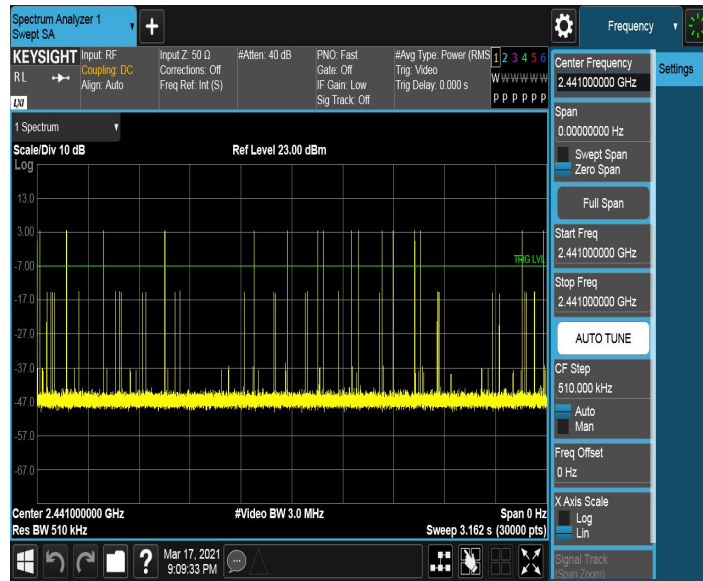 Spectrum Analyzer 1
Swept SA
+
Frequency
KEYSIGHT
RL
LXI
Input: RF
Coupling: DC
Align: Auto
Input Z: 50 Ω
Corrections: Off
Freq Ref: Int (S)
#Atten: 40 dB
PNO: Fast
Gate: Off
IF Gain: Low
Sig Track: Off
#Avg Type: Power (RMS
Trig: Video
Trig Delay: 0.000 s
1 2 3 4 5 6
W W W W W W
P P P P P P
1 Spectrum
Scale/Div 10 dB
Ref Level 23.00 dBm
Log
13.0
3.00
-7.00
-17.0
-27.0
-37.0
-47.0
-57.0
-67.0
TRIG LVL
Center 2.441000000 GHz
#Video BW 3.0 MHz
Span 0 Hz
Res BW 510 kHz
Sweep 3.162 s (30000 pts)
?
Mar 17, 2021
9:09:33 PM
Center Frequency
2.441000000 GHz
Settings
Span
0.00000000 Hz
Swept Span
Zero Span
Full Span
Start Freq
2.441000000 GHz
Stop Freq
2.441000000 GHz
AUTO TUNE
CF Step
510.000 kHz
Auto
Man
Freq Offset
0 Hz
X Axis Scale
Log
Lin
Signal Track
(Span Zoom)